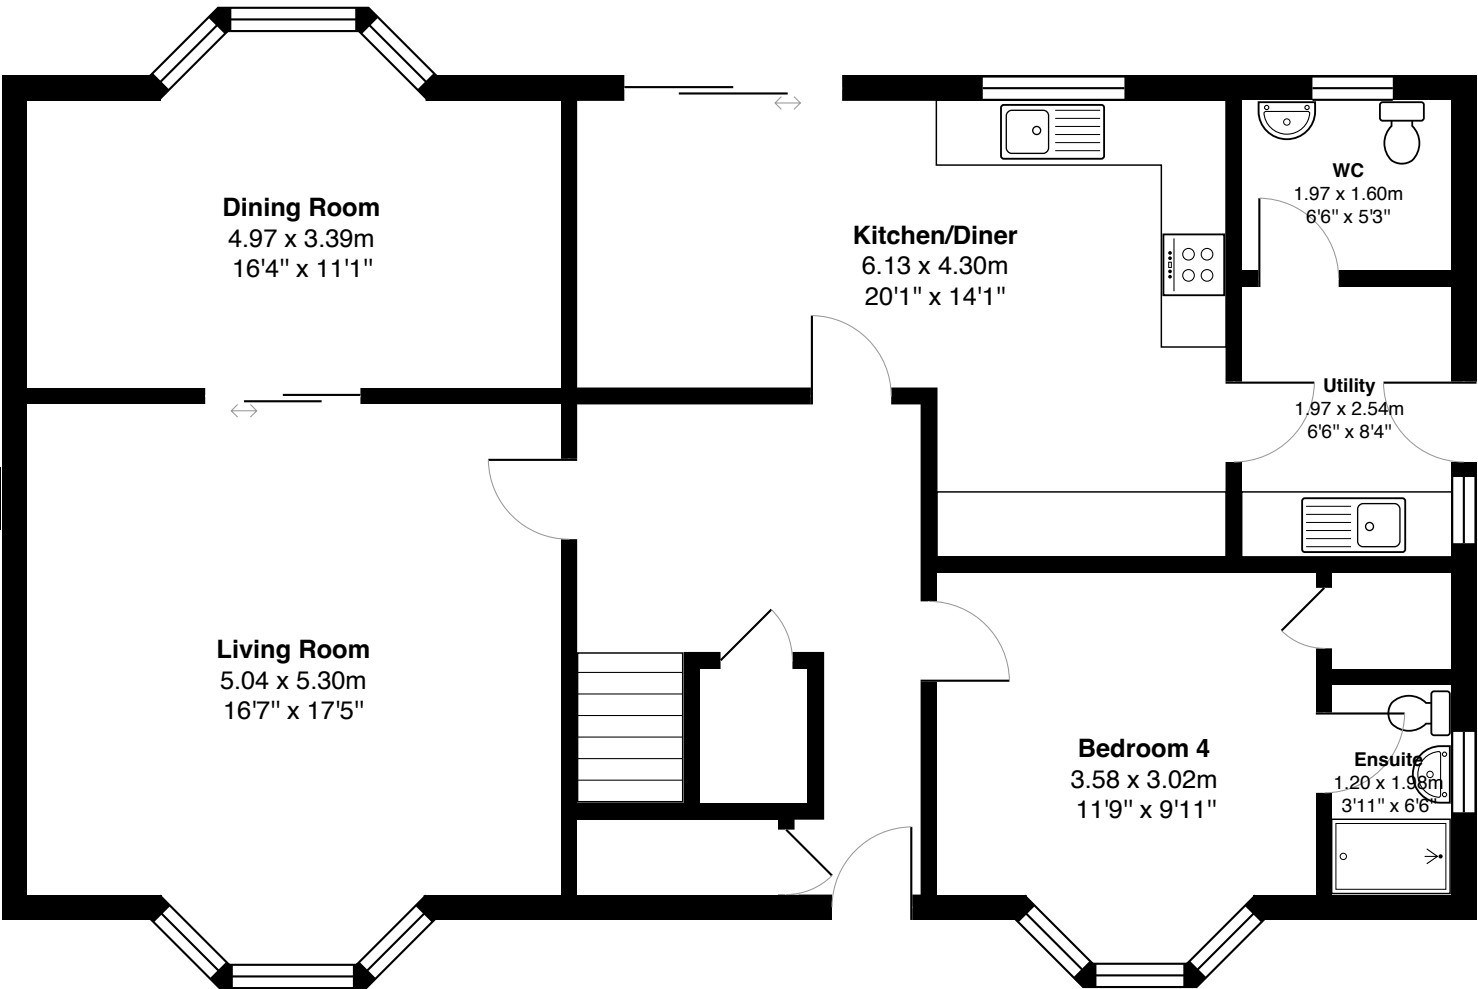 Dining Room
4.97 x 3.39m
16'4" x 11'1"
Kitchen/Diner
6.13 x 4.30m
20'1" x 14'1"
WC
1.97 x 1.60m
6'6" x 5'3"
Utility
1.97 x 2.54m
6'6" x 8'4"
Living Room
5.04 x 5.30m
16'7" x 17'5"
Bedroom 4
3.58 x 3.02m
11'9" x 9'11"
Ensuite
1.20 x 1.98m
3'11" x 6'6"